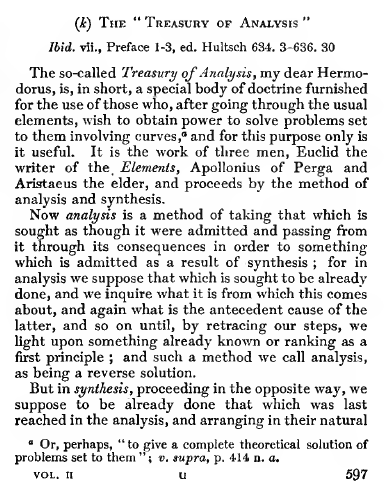 (k) The “Treasury of Analysis”
Ibid. vii., Preface 1-3, ed. Hultsch 634. 3-636. 30
The so-called Treasury of Analysis, my dear Hermo-
dorus, is, in short, a special body of doctrine furnished
for the use of those who, after going through the usual
elements, wish to obtain power to solve problems set
to them involving curves,ᵃ and for this purpose only is
it useful. It is the work of three men, Euclid the
writer of the Elements, Apollonius of Perga and
Aristaeus the elder, and proceeds by the method of
analysis and synthesis.
Now analysis is a method of taking that which is
sought as though it were admitted and passing from
it through its consequences in order to something
which is admitted as a result of synthesis ; for in
analysis we suppose that which is sought to be already
done, and we inquire what it is from which this comes
about, and again what is the antecedent cause of the
latter, and so on until, by retracing our steps, we
light upon something already known or ranking as a
first principle ; and such a method we call analysis,
as being a reverse solution.
But in synthesis, proceeding in the opposite way, we
suppose to be already done that which was last
reached in the analysis, and arranging in their natural
ᵃ Or, perhaps, “to give a complete theoretical solution of
problems set to them”; v. supra, p. 414 n. a.
VOL. II U 597